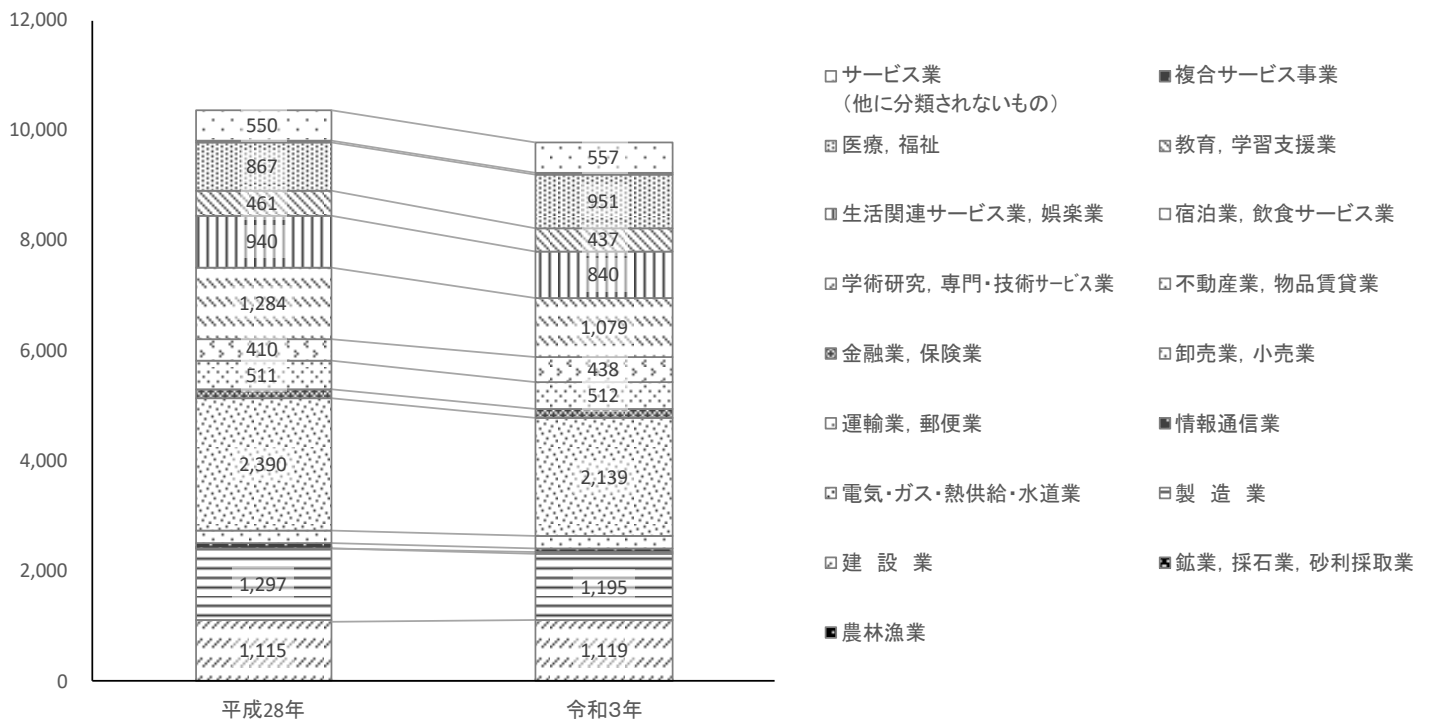 12,000
10,000
8,000
6,000
4,000
2,000
0
550
867
461
940
1,284
410
511
2,390
1,297
1,115
平成28年
557
951
437
840
1,079
438
512
2,139
1,195
1,119
令和3年
サービス業
（他に分類されないもの）
複合サービス事業
医療, 福祉
教育, 学習支援業
生活関連サービス業, 娯楽業
宿泊業, 飲食サービス業
学術研究, 専門・技術サービス業
不動産業, 物品賃貸業
金融業, 保険業
卸売業, 小売業
運輸業, 郵便業
情報通信業
電気・ガス・熱供給・水道業
製 造 業
建 設 業
鉱業, 採石業, 砂利採取業
農林漁業